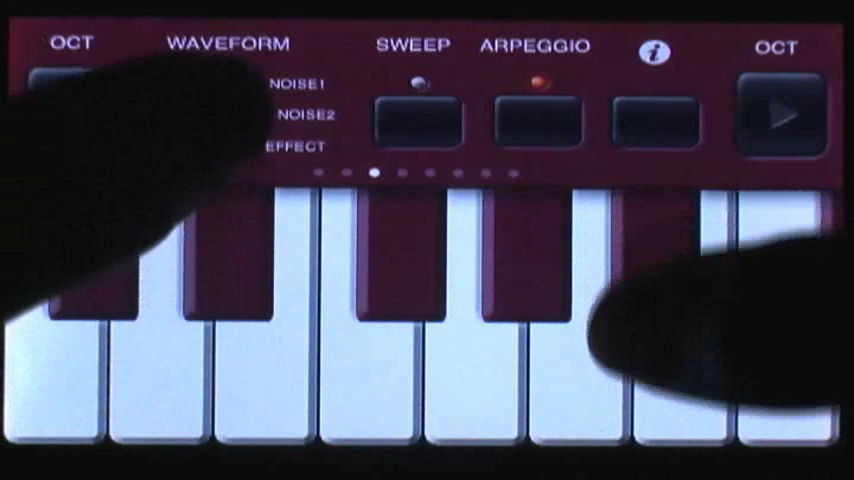 OCT WAVEFORM SWEEP ARPEGGIO i OCT
NOISE1
NOISE2
EFFECT